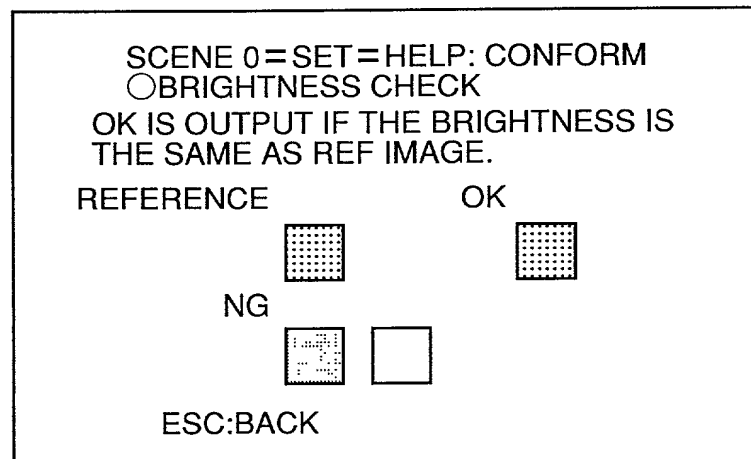 SCENE 0=SET=HELP: CONFORM
○BRIGHTNESS CHECK
OK IS OUTPUT IF THE BRIGHTNESS IS
THE SAME AS REF IMAGE.
REFERENCE OK
NG
ESC:BACK